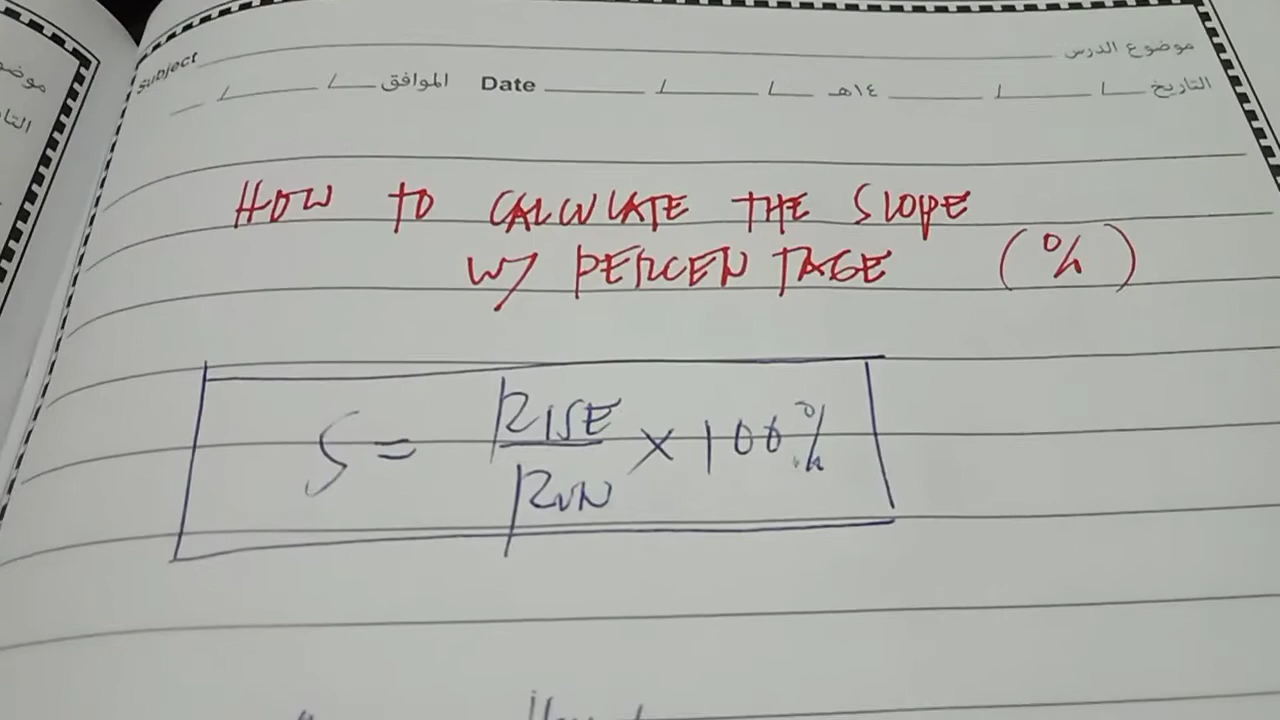 Subject موضوع الدرس
التاريخ / / ١٤هـ Date / / الموافق / /
HOW TO CALCULATE THE SLOPE
W/ PERCENTAGE (%)
S = RISE / RUN × 100%